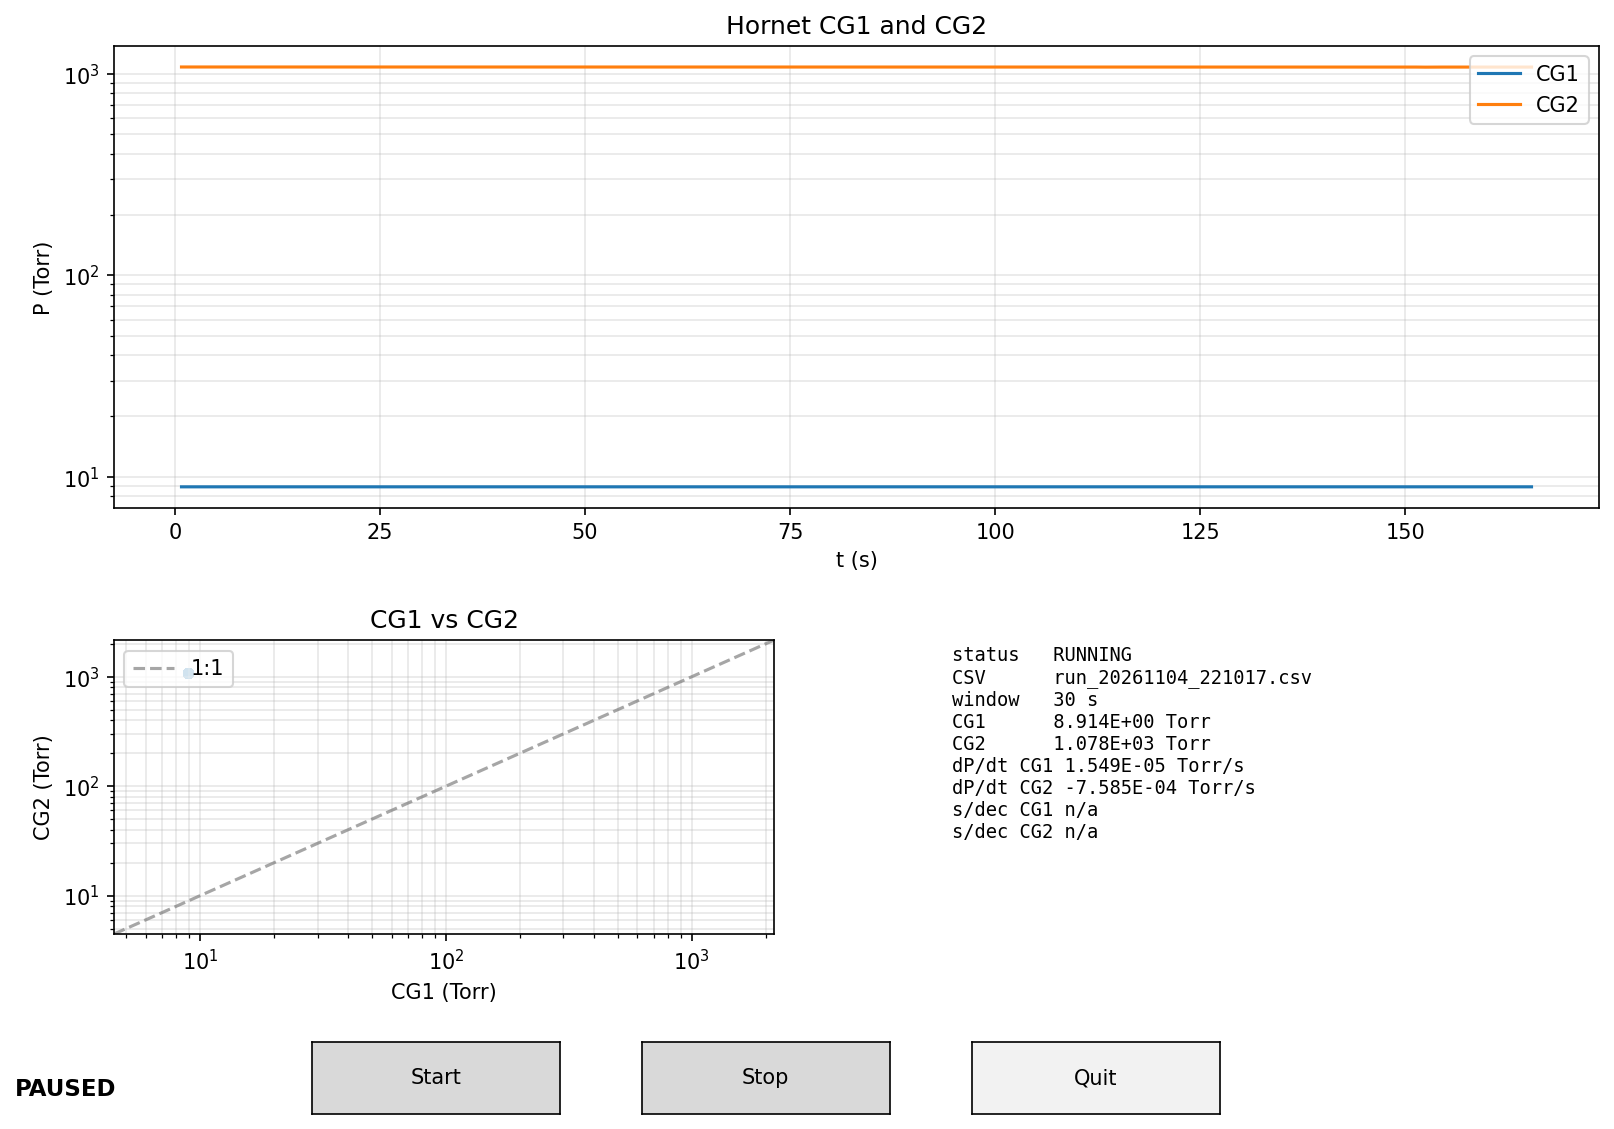 Hornet CG1 and CG2
10³
10²
10¹
P (Torr)
CG1
CG2
0 25 50 75 100 125 150
t (s)
CG1 vs CG2
10³
10²
10¹
CG2 (Torr)
1:1
10¹ 10² 10³
CG1 (Torr)
status   RUNNING
CSV      run_20261104_221017.csv
window   30 s
CG1      8.914E+00 Torr
CG2      1.078E+03 Torr
dP/dt CG1 1.549E-05 Torr/s
dP/dt CG2 -7.585E-04 Torr/s
s/dec CG1 n/a
s/dec CG2 n/a
PAUSED
Start
Stop
Quit